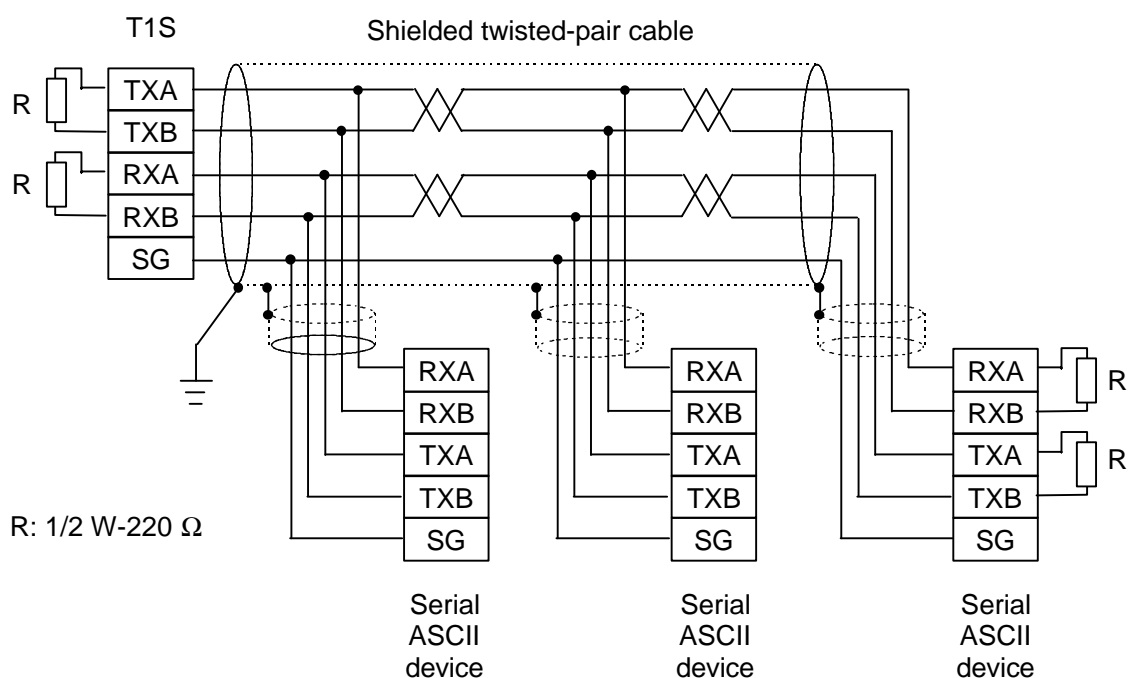 T1S
Shielded twisted-pair cable
R
TXA
TXB
R
RXA
RXB
SG
RXA
RXB
TXA
TXB
SG
RXA
RXB
TXA
TXB
SG
RXA
RXB
TXA
TXB
SG
R
R
R: 1/2 W-220 Ω
Serial
ASCII
device
Serial
ASCII
device
Serial
ASCII
device